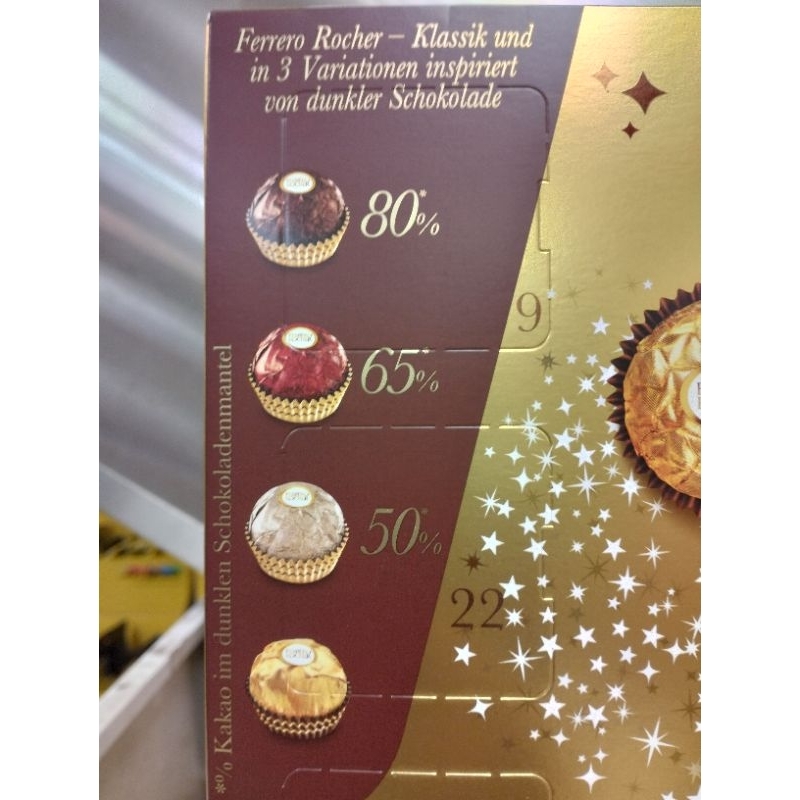 Ferrero Rocher – Klassik und
in 3 Variationen inspiriert
von dunkler Schokolade
80*%
9
65*%
50*%
22
*% Kakao im dunklen Schokoladenmantel